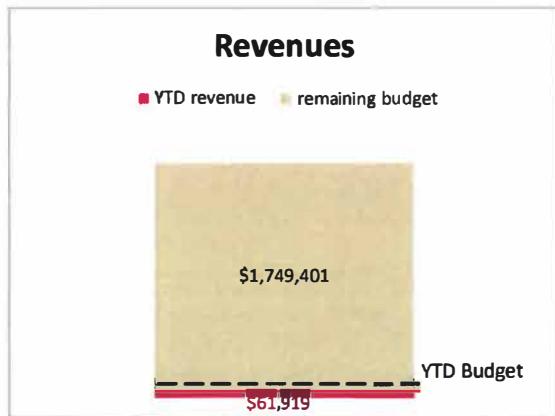 Revenues
YTD revenue remaining budget
$1,749,401
YTD Budget
$61,919